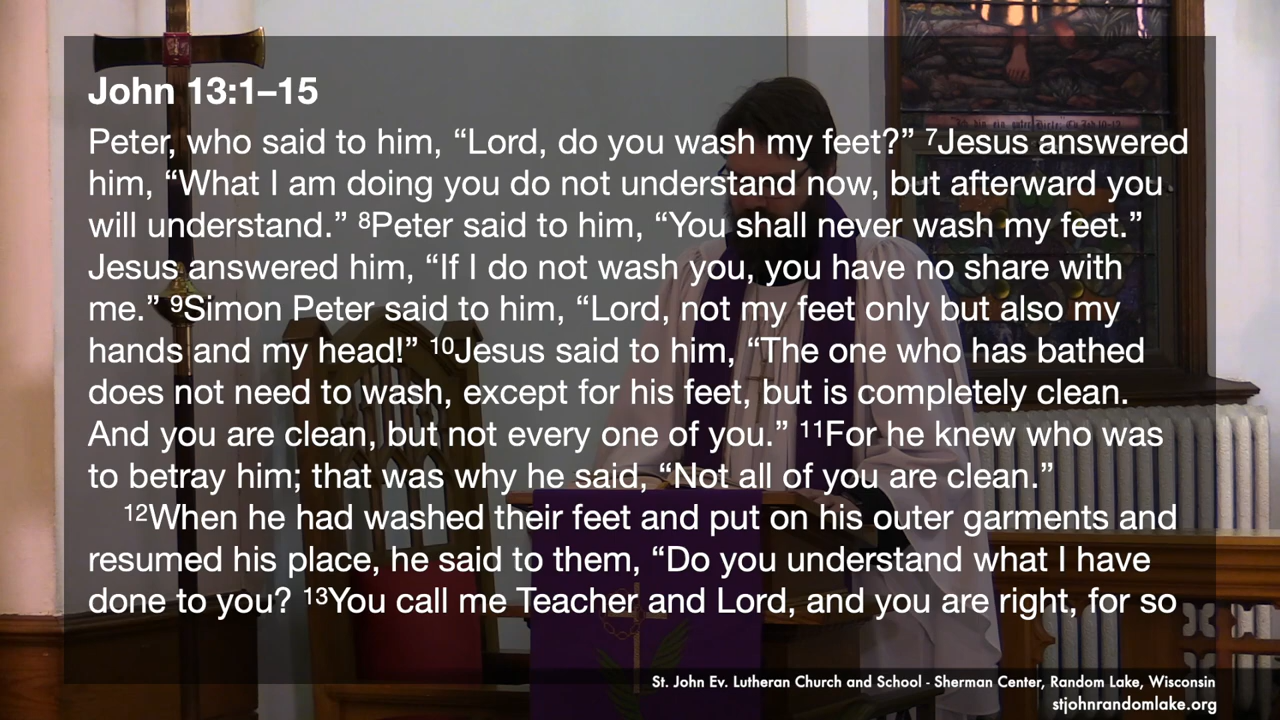 John 13:1–15
Peter, who said to him, “Lord, do you wash my feet?” ⁷Jesus answered
him, “What I am doing you do not understand now, but afterward you
will understand.” ⁸Peter said to him, “You shall never wash my feet.”
Jesus answered him, “If I do not wash you, you have no share with
me.” ⁹Simon Peter said to him, “Lord, not my feet only but also my
hands and my head!” ¹⁰Jesus said to him, “The one who has bathed
does not need to wash, except for his feet, but is completely clean.
And you are clean, but not every one of you.” ¹¹For he knew who was
to betray him; that was why he said, “Not all of you are clean.”
¹²When he had washed their feet and put on his outer garments and
resumed his place, he said to them, “Do you understand what I have
done to you? ¹³You call me Teacher and Lord, and you are right, for so
St. John Ev. Lutheran Church and School - Sherman Center, Random Lake, Wisconsin
stjohnrandomlake.org